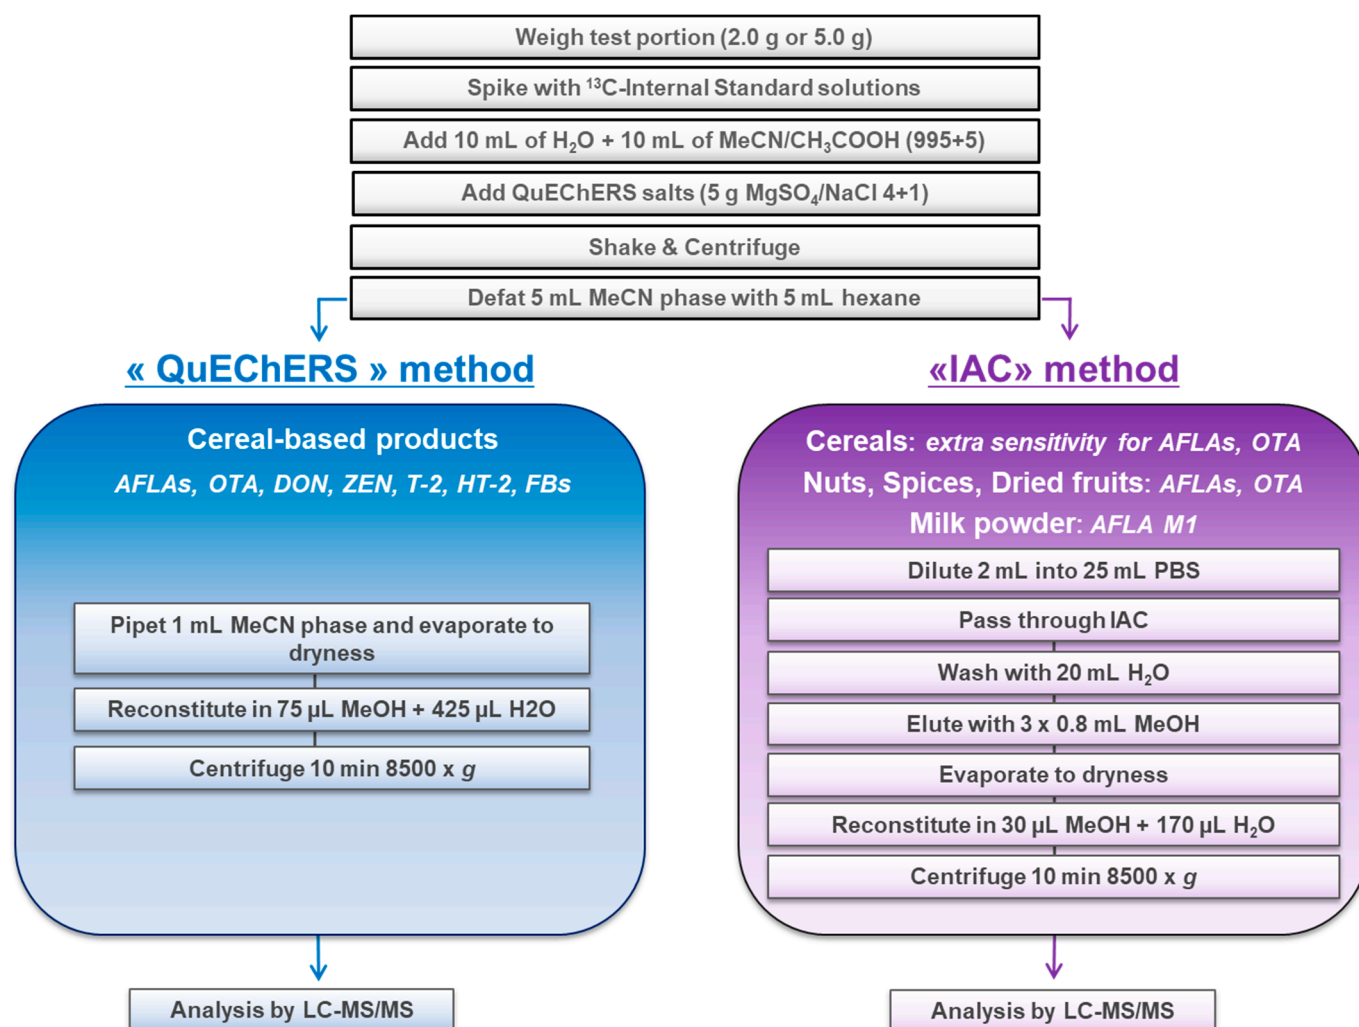 Weigh test portion (2.0 g or 5.0 g)
Spike with ¹³C-Internal Standard solutions
Add 10 mL of H₂O + 10 mL of MeCN/CH₃COOH (995+5)
Add QuEChERS salts (5 g MgSO₄/NaCl 4+1)
Shake & Centrifuge
Defat 5 mL MeCN phase with 5 mL hexane
« QuEChERS » method
Cereal-based products
AFLAs, OTA, DON, ZEN, T-2, HT-2, FBs
Pipet 1 mL MeCN phase and evaporate to
dryness
Reconstitute in 75 µL MeOH + 425 µL H2O
Centrifuge 10 min 8500 x g
Analysis by LC-MS/MS
«IAC» method
Cereals: extra sensitivity for AFLAs, OTA
Nuts, Spices, Dried fruits: AFLAs, OTA
Milk powder: AFLA M1
Dilute 2 mL into 25 mL PBS
Pass through IAC
Wash with 20 mL H₂O
Elute with 3 x 0.8 mL MeOH
Evaporate to dryness
Reconstitute in 30 µL MeOH + 170 µL H₂O
Centrifuge 10 min 8500 x g
Analysis by LC-MS/MS